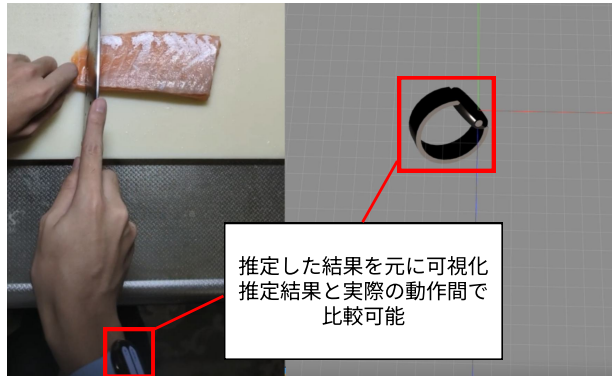 推定した結果を元に可視化
推定結果と実際の動作間で
比較可能